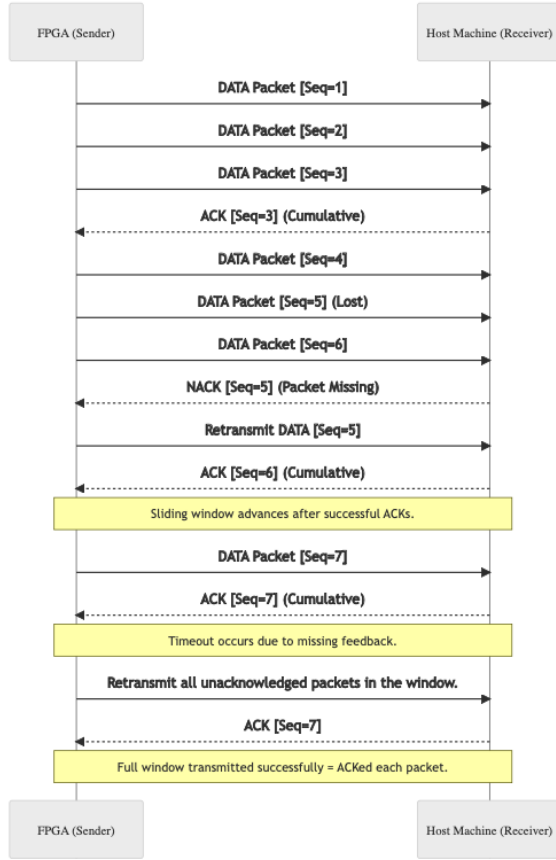 FPGA (Sender) Host Machine (Receiver)
DATA Packet [Seq=1]
DATA Packet [Seq=2]
DATA Packet [Seq=3]
ACK [Seq=3] (Cumulative)
DATA Packet [Seq=4]
DATA Packet [Seq=5] (Lost)
DATA Packet [Seq=6]
NACK [Seq=5] (Packet Missing)
Retransmit DATA [Seq=5]
ACK [Seq=6] (Cumulative)
Sliding window advances after successful ACKs.
DATA Packet [Seq=7]
ACK [Seq=7] (Cumulative)
Timeout occurs due to missing feedback.
Retransmit all unacknowledged packets in the window.
ACK [Seq=7]
Full window transmitted successfully = ACKed each packet.
FPGA (Sender) Host Machine (Receiver)